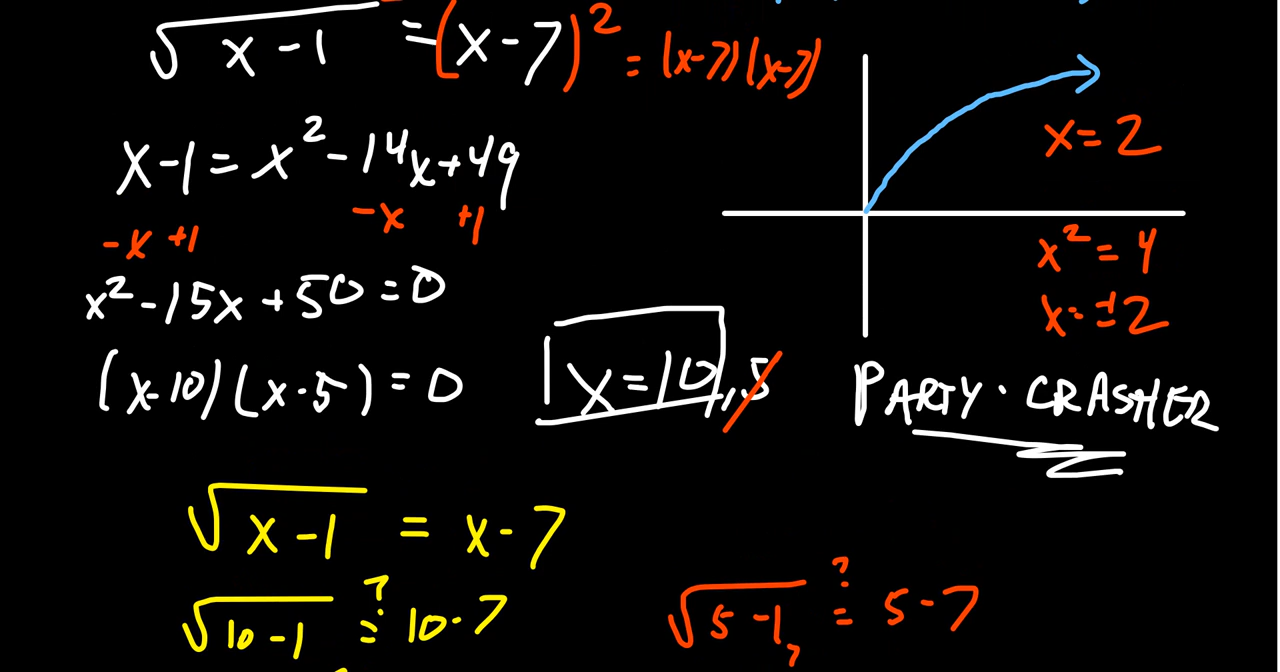 √x-1 = (x-7)² = (x-7)(x-7)
x-1 = x² - 14x + 49
-x +1 -x +1
x² - 15x + 50 = 0
(x-10)(x-5) = 0
x = 10, 5
x = 2
x² = 4
x = ±2
PARTY · CRASHER
√x-1 = x-7
√10-1 ?= 10-7
√5-1 ?= 5-7
?